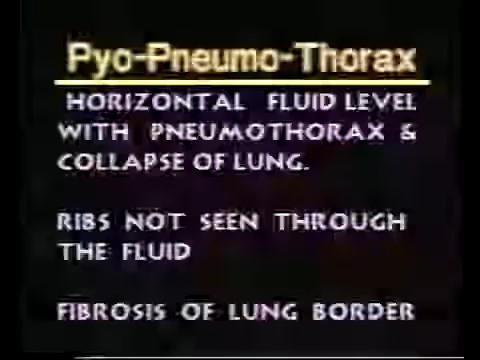 Pyo-Pneumo-Thorax
HORIZONTAL FLUID LEVEL
WITH PNEUMOTHORAX &
COLLAPSE OF LUNG.
RIBS NOT SEEN THROUGH
THE FLUID
FIBROSIS OF LUNG BORDER